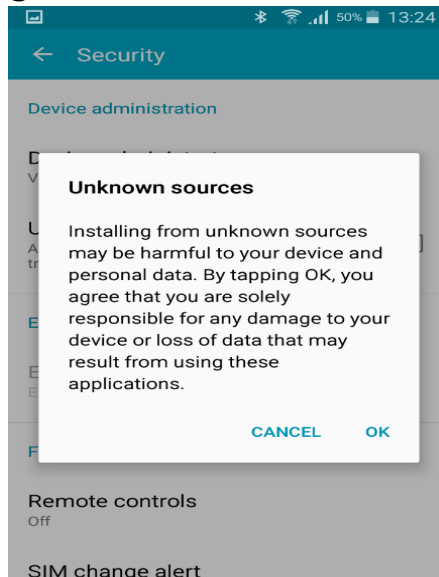 50% 13:24
Security
Device administration
D
V
Unknown sources
U
Installing from unknown sources
A
may be harmful to your device and
tr
personal data. By tapping OK, you
agree that you are solely
E
responsible for any damage to your
device or loss of data that may
E
result from using these
E
applications.
CANCEL OK
F
Remote controls
Off
SIM change alert